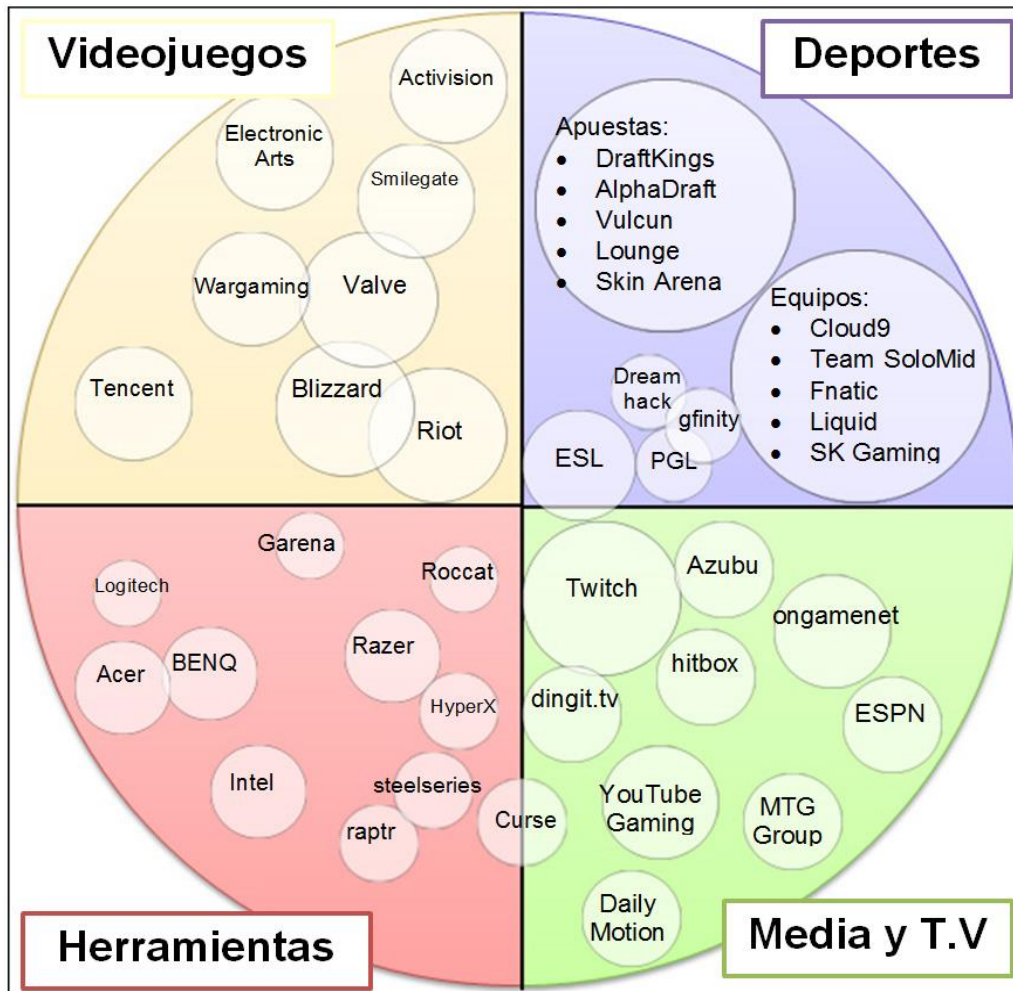 Videojuegos
Activision
Electronic
Arts
Smilegate
Wargaming
Valve
Tencent
Blizzard
Riot
Deportes
Apuestas:
• DraftKings
• AlphaDraft
• Vulcun
• Lounge
• Skin Arena
Equipos:
• Cloud9
• Team SoloMid
• Fnatic
• Liquid
• SK Gaming
Dream
hack
gfinity
ESL
PGL
Garena
Logitech
Roccat
Acer
BENQ
Razer
HyperX
Intel
steelseries
raptr
Curse
Herramientas
Twitch
Azubu
ongamenet
hitbox
dingit.tv
ESPN
YouTube
Gaming
MTG
Group
Daily
Motion
Media y T.V